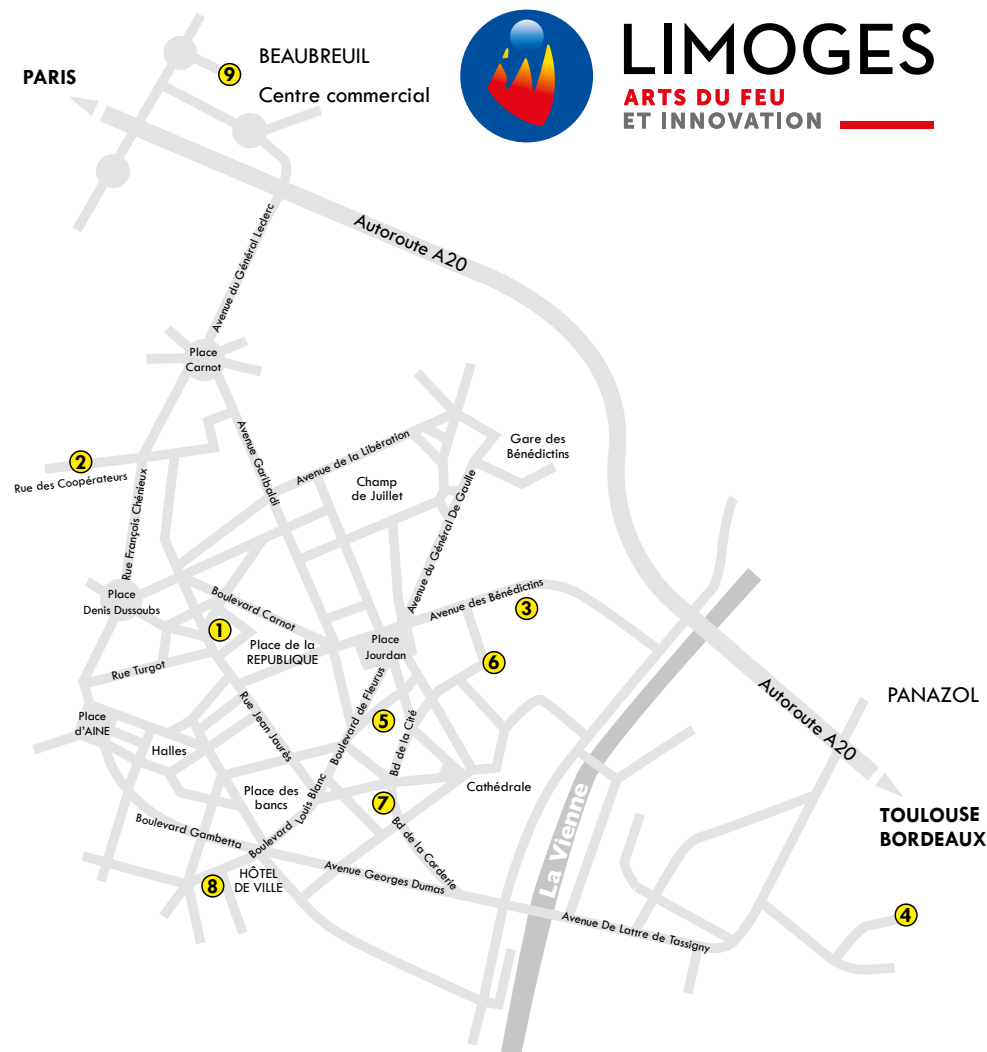 LIMOGES
ARTS DU FEU
ET INNOVATION
PARIS
9
BEAUBREUIL
Centre commercial
Autoroute A20
Avenue du Général Leclerc
Place
Carnot
2
Rue des Coopérateurs
Avenue Garibaldi
Avenue de la Libération
Gare des
Bénédictins
Champ
de Juillet
Rue François Chénieux
Avenue du Général De Gaulle
Place
Denis Dussoubs
Boulevard Carnot
Avenue des Bénédictins
3
1
Place de la
REPUBLIQUE
Place
Jourdan
6
Rue Turgot
Autoroute A20
PANAZOL
Place
d'AINE
Rue Jean Jaurès
Boulevard de Fleurus
5
Bd de la Cité
Halles
Place des
bancs
Boulevard Louis Blanc
7
Cathédrale
La Vienne
TOULOUSE
BORDEAUX
Boulevard Gambetta
Bd de la Corderie
8
HÔTEL
DE VILLE
Avenue Georges Dumas
Avenue De Lattre de Tassigny
4